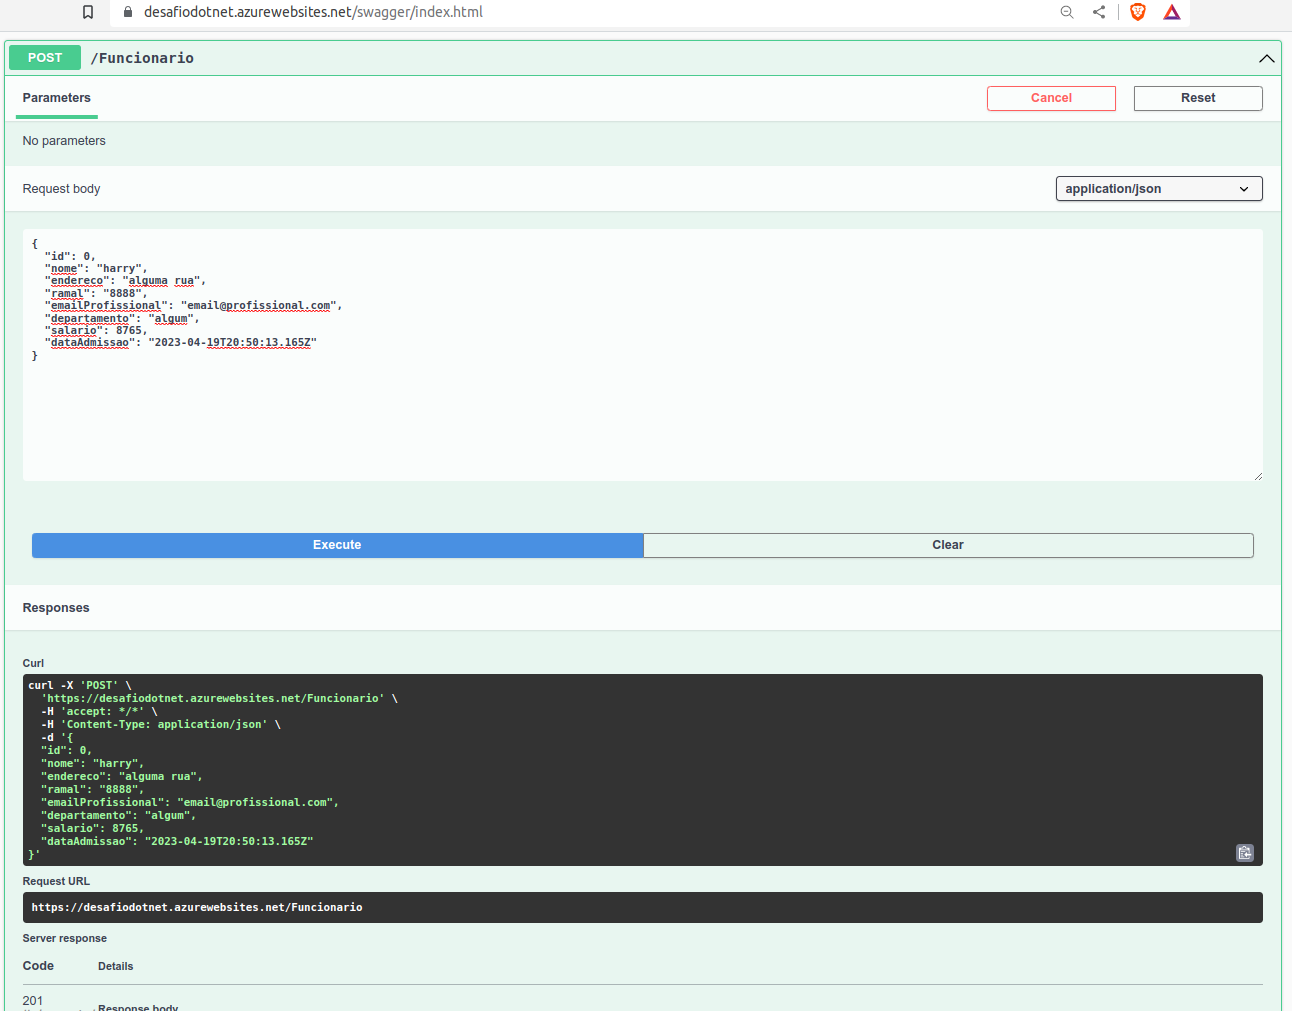 desafiodotnet.azurewebsites.net/swagger/index.html
POST /Funcionario
Parameters
Cancel
Reset
No parameters
Request body
application/json
{
"id": 0,
"nome": "harry",
"endereco": "alguma rua",
"ramal": "8888",
"emailProfissional": "email@profissional.com",
"departamento": "algum",
"salario": 8765,
"dataAdmissao": "2023-04-19T20:50:13.165Z"
}
Execute
Clear
Responses
Curl
curl -X 'POST' \
'https://desafiodotnet.azurewebsites.net/Funcionario' \
-H 'accept: */*' \
-H 'Content-Type: application/json' \
-d '{
"id": 0,
"nome": "harry",
"endereco": "alguma rua",
"ramal": "8888",
"emailProfissional": "email@profissional.com",
"departamento": "algum",
"salario": 8765,
"dataAdmissao": "2023-04-19T20:50:13.165Z"
}'
Request URL
https://desafiodotnet.azurewebsites.net/Funcionario
Server response
Code Details
201
Response body